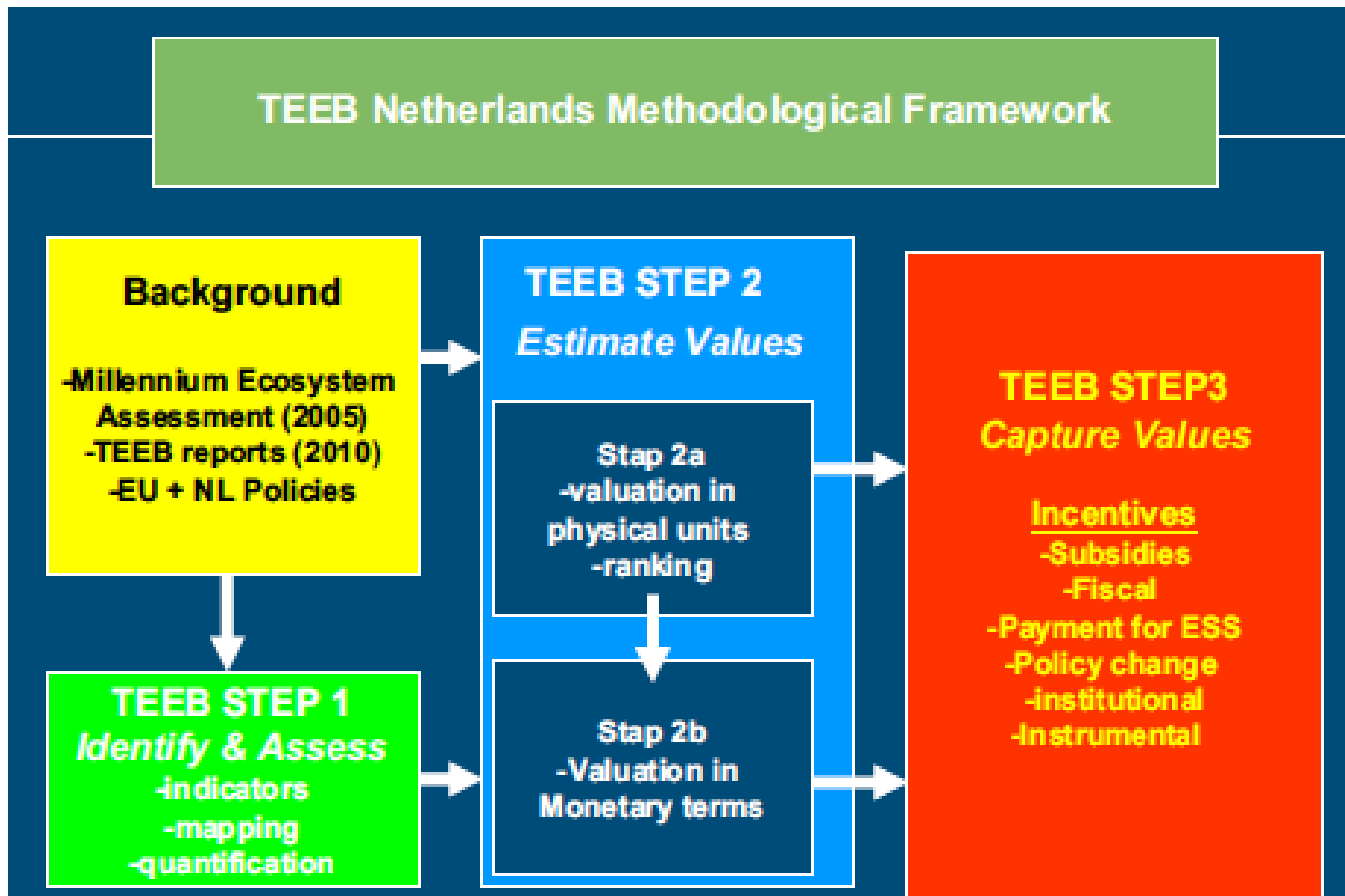 TEEB Netherlands Methodological Framework
Background
-Millennium Ecosystem
Assessment (2005)
-TEEB reports (2010)
-EU + NL Policies
TEEB STEP 1
Identify & Assess
-indicators
-mapping
-quantification
TEEB STEP 2
Estimate Values
Stap 2a
-valuation in
physical units
-ranking
Stap 2b
-Valuation in
Monetary terms
TEEB STEP3
Capture Values
Incentives
-Subsidies
-Fiscal
-Payment for ESS
-Policy change
-institutional
-Instrumental